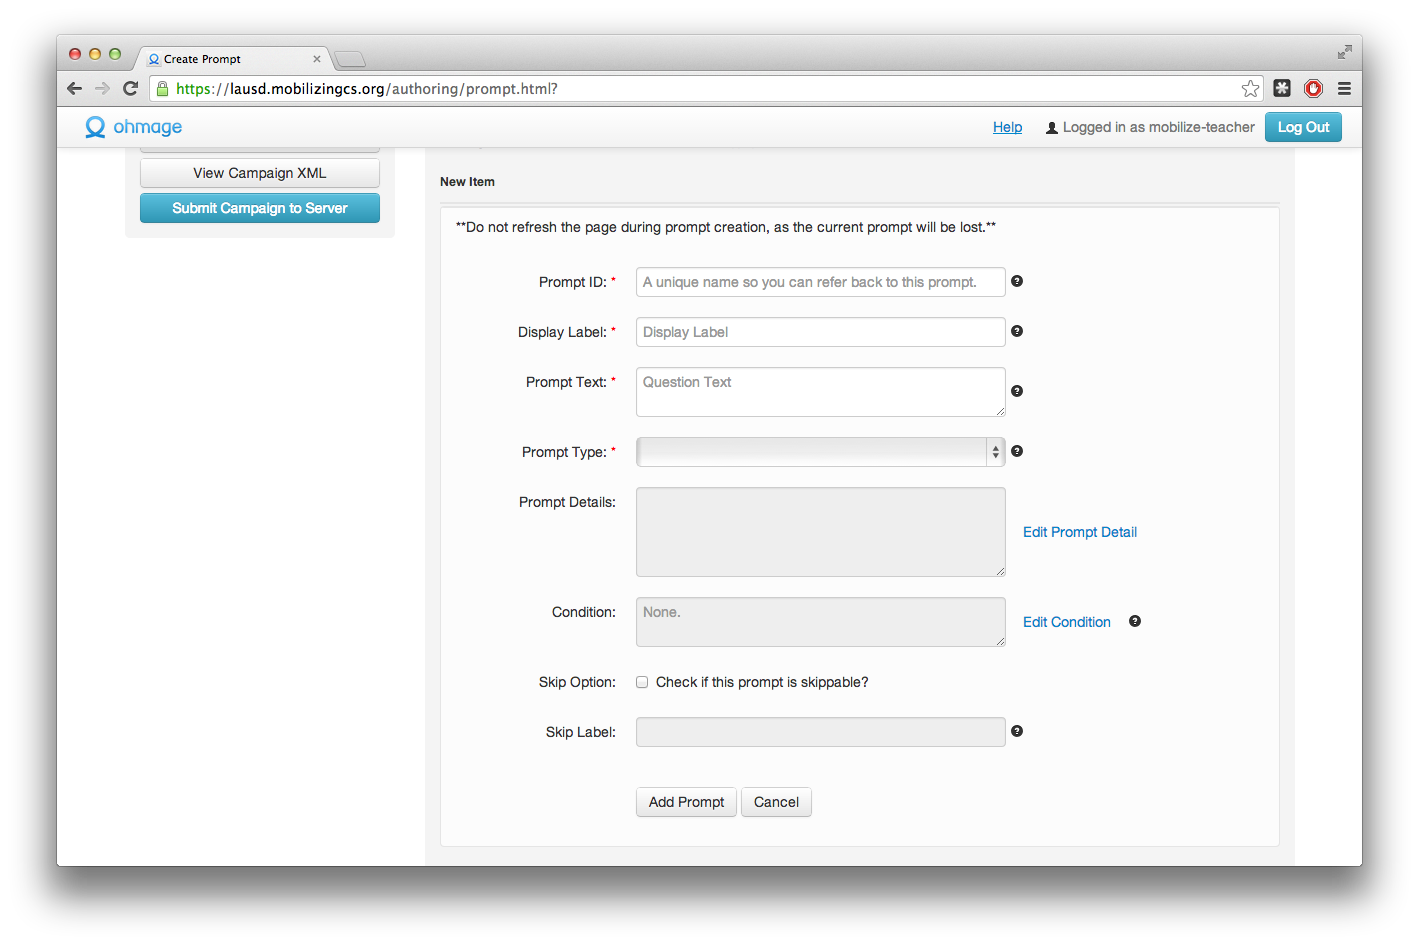 Create Prompt
https://lausd.mobilizingcs.org/authoring/prompt.html?
ohmage
Help
Logged in as mobilize-teacher
Log Out
View Campaign XML
Submit Campaign to Server
New Item
**Do not refresh the page during prompt creation, as the current prompt will be lost.**
Prompt ID: * A unique name so you can refer back to this prompt.
Display Label: * Display Label
Prompt Text: * Question Text
Prompt Type: *
Prompt Details:
Edit Prompt Detail
Condition: None.
Edit Condition
Skip Option: Check if this prompt is skippable?
Skip Label:
Add Prompt
Cancel